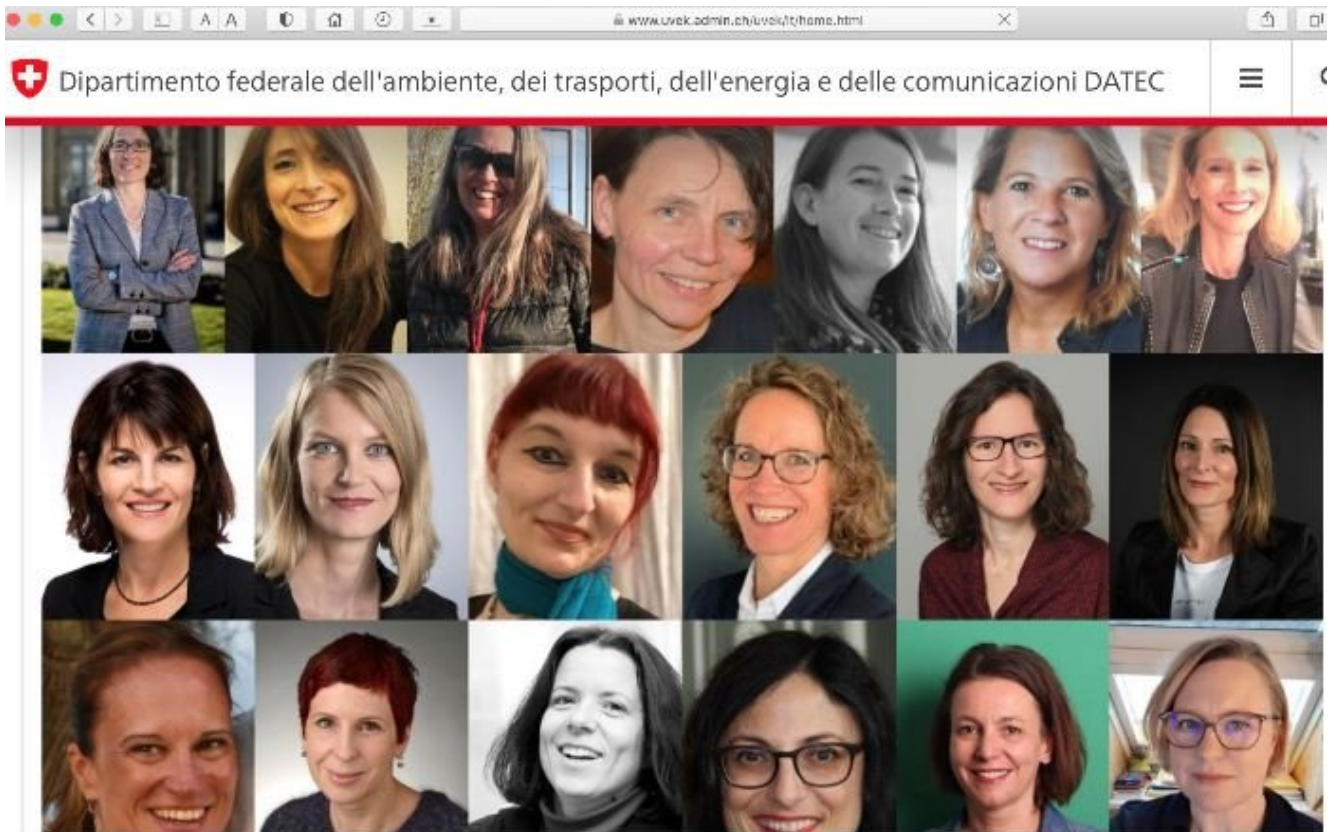 A A
www.uvek.admin.ch/uvek/it/home.html
Dipartimento federale dell'ambiente, dei trasporti, dell'energia e delle comunicazioni DATEC